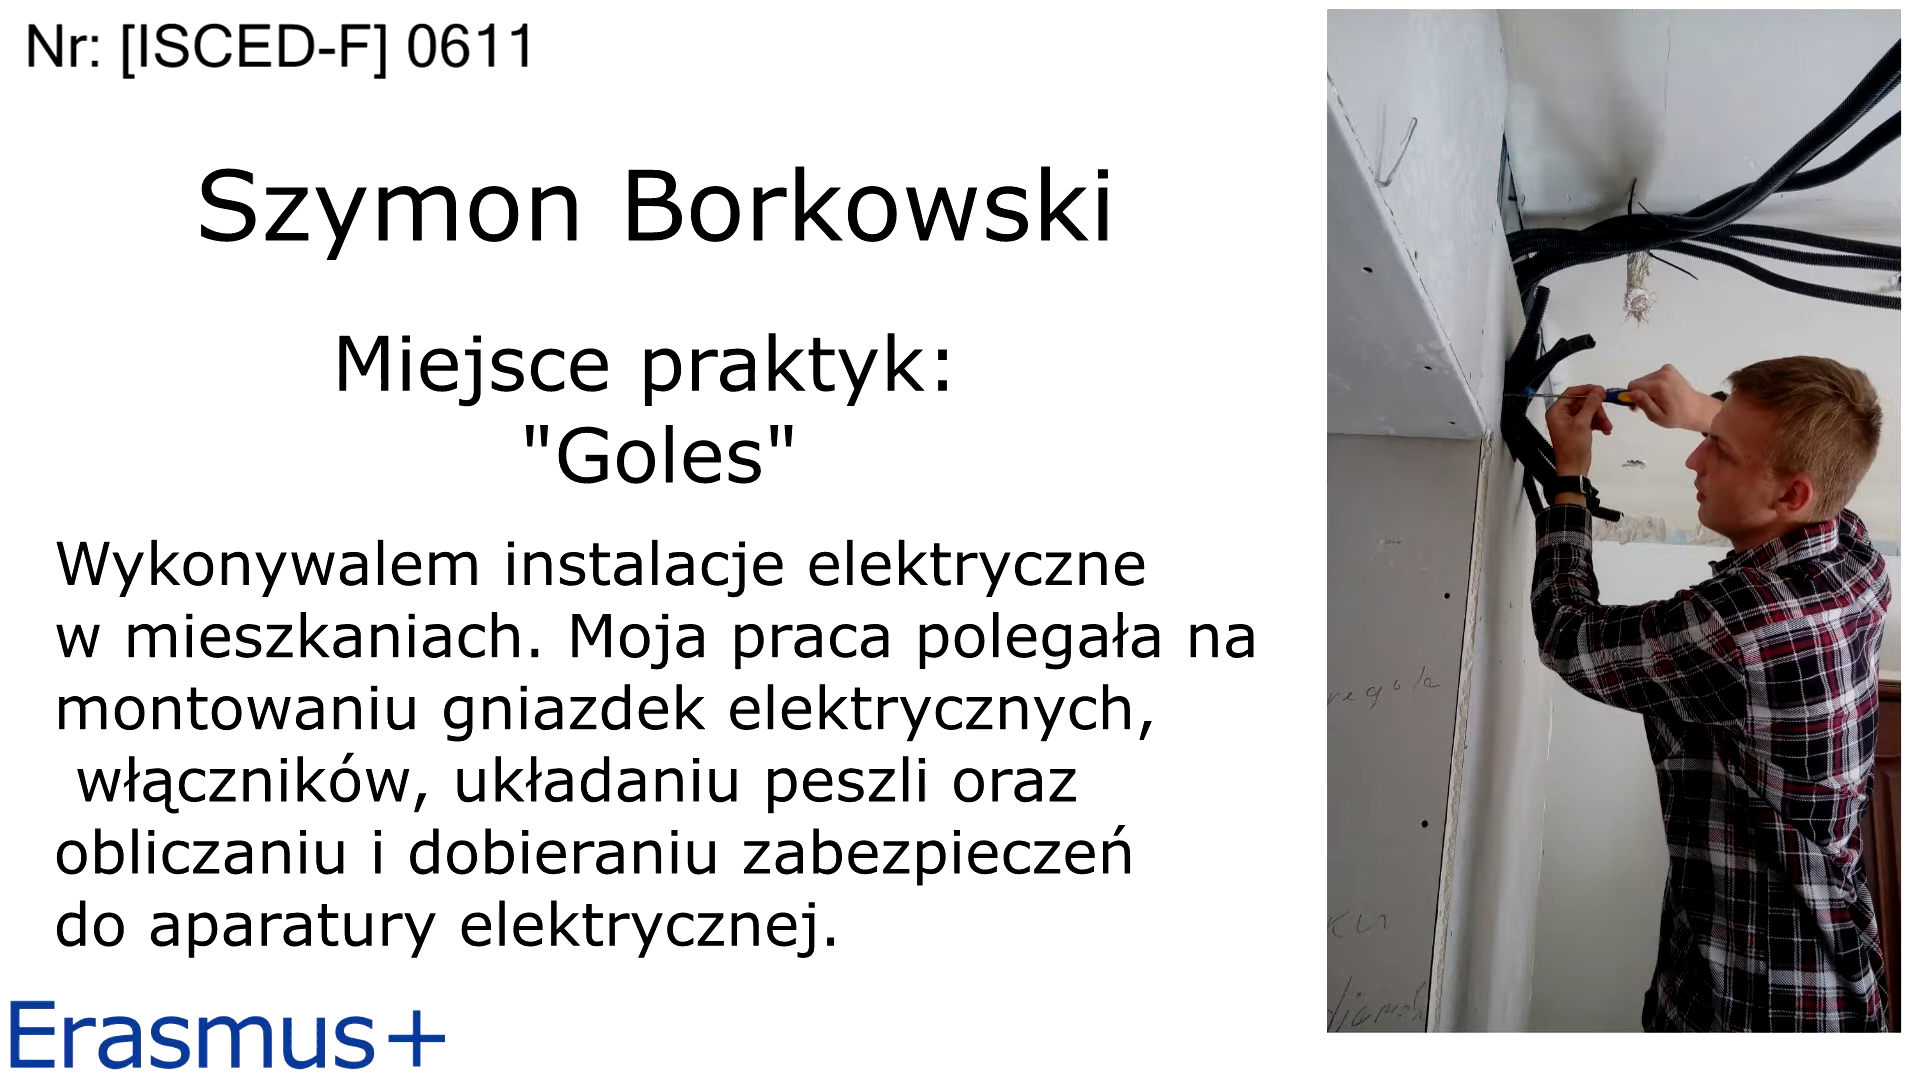 Nr: [ISCED-F] 0611
Szymon Borkowski
Miejsce praktyk:
"Goles"
Wykonywalem instalacje elektryczne
w mieszkaniach. Moja praca polegała na
montowaniu gniazdek elektrycznych,
włączników, układaniu peszli oraz
obliczaniu i dobieraniu zabezpieczeń
do aparatury elektrycznej.
Erasmus+